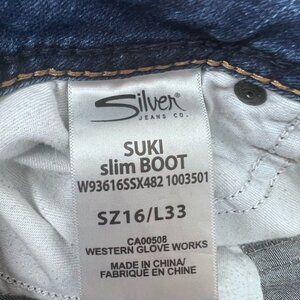 Silver
JEANS CO.
SUKI
slim BOOT
W93616SSX482 1003501
SZ16/L33
CA00508
WESTERN GLOVE WORKS
MADE IN CHINA/
FABRIQUÉ EN CHINE